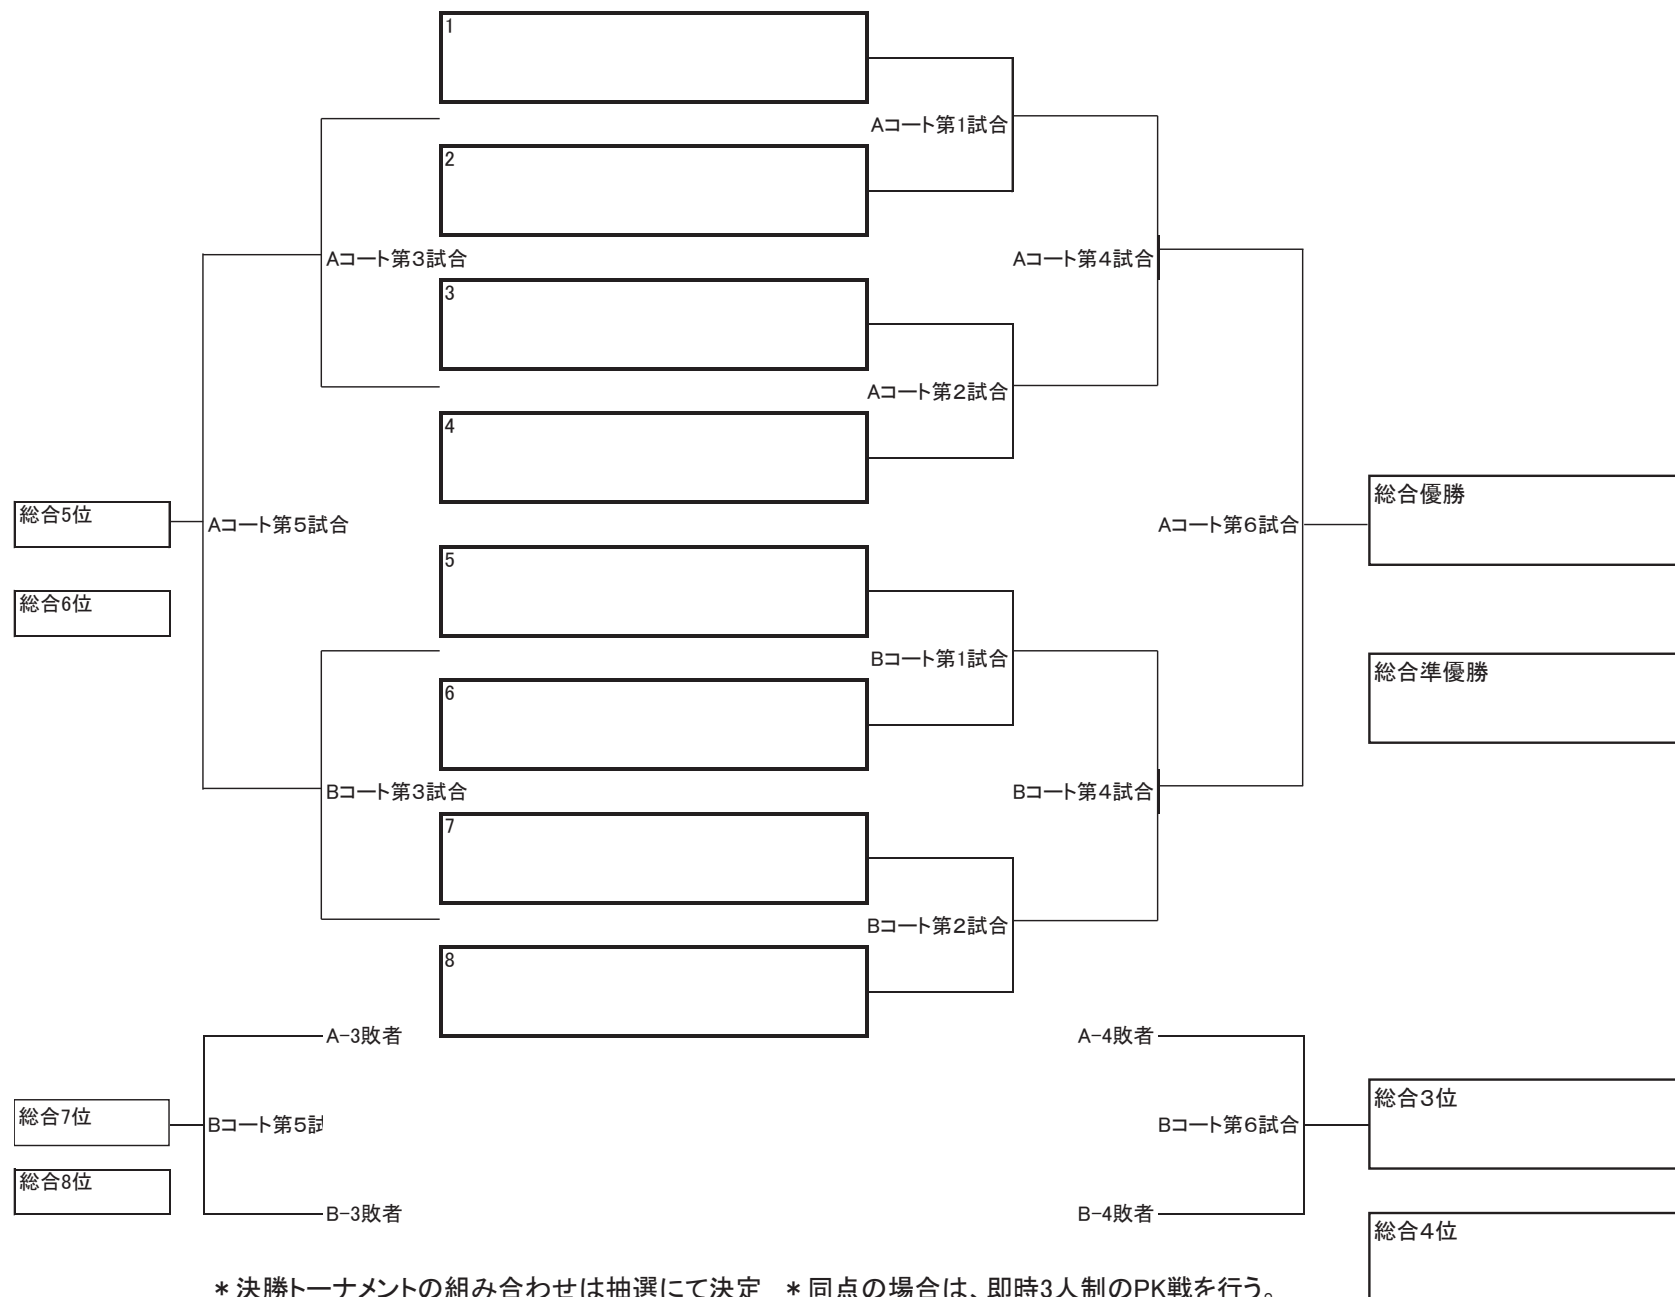 1
Aコート第1試合
2
Aコート第3試合
Aコート第4試合
3
Aコート第2試合
4
総合優勝
総合5位
Aコート第5試合
Aコート第6試合
5
総合6位
Bコート第1試合
総合準優勝
6
Bコート第3試合
Bコート第4試合
7
Bコート第2試合
8
A-3敗者
A-4敗者
総合3位
総合7位
Bコート第5試
Bコート第6試合
総合8位
B-3敗者
B-4敗者
総合4位
*決勝トーナメントの組み合わせは抽選にて決定 *同点の場合は、即時3人制のPK戦を行う。